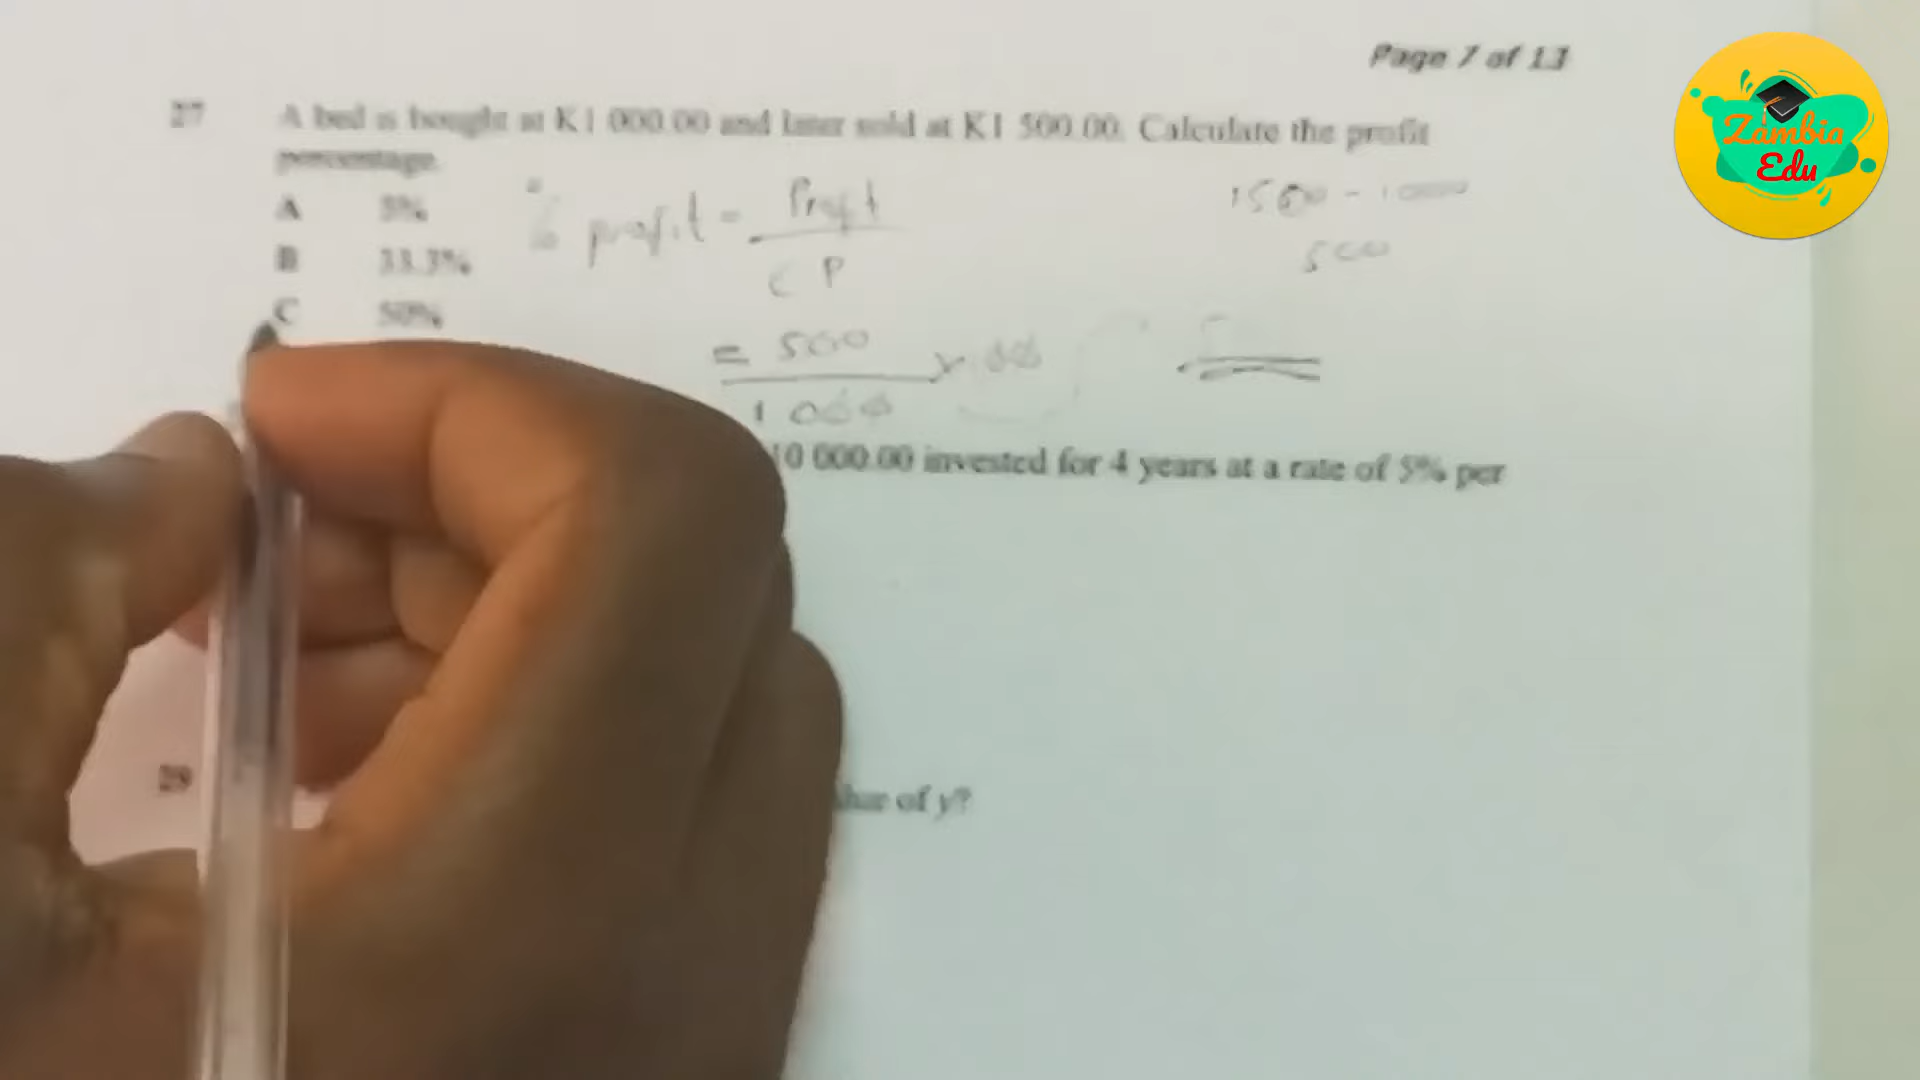 Page 7 of 13
Zambia
Edu
27 A bed is bought at K1 000.00 and later sold at K1 500.00. Calculate the profit
percentage.
A 5%
B 33.3%
C 50%
% profit = Profit
CP
1500 - 1000
500
= 500 × 100
1000
10 000.00 invested for 4 years at a rate of 5% per
29
of y?